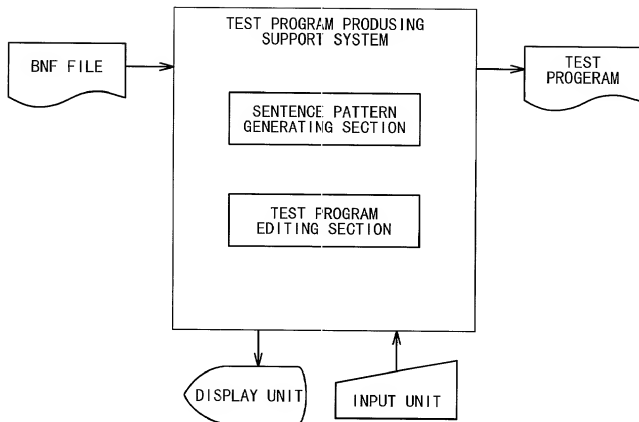 TEST PROGRAM PRODUSING
SUPPORT SYSTEM
BNF FILE
TEST
PROGERAM
SENTENCE PATTERN
GENERATING SECTION
TEST PROGRAM
EDITING SECTION
DISPLAY UNIT
INPUT UNIT